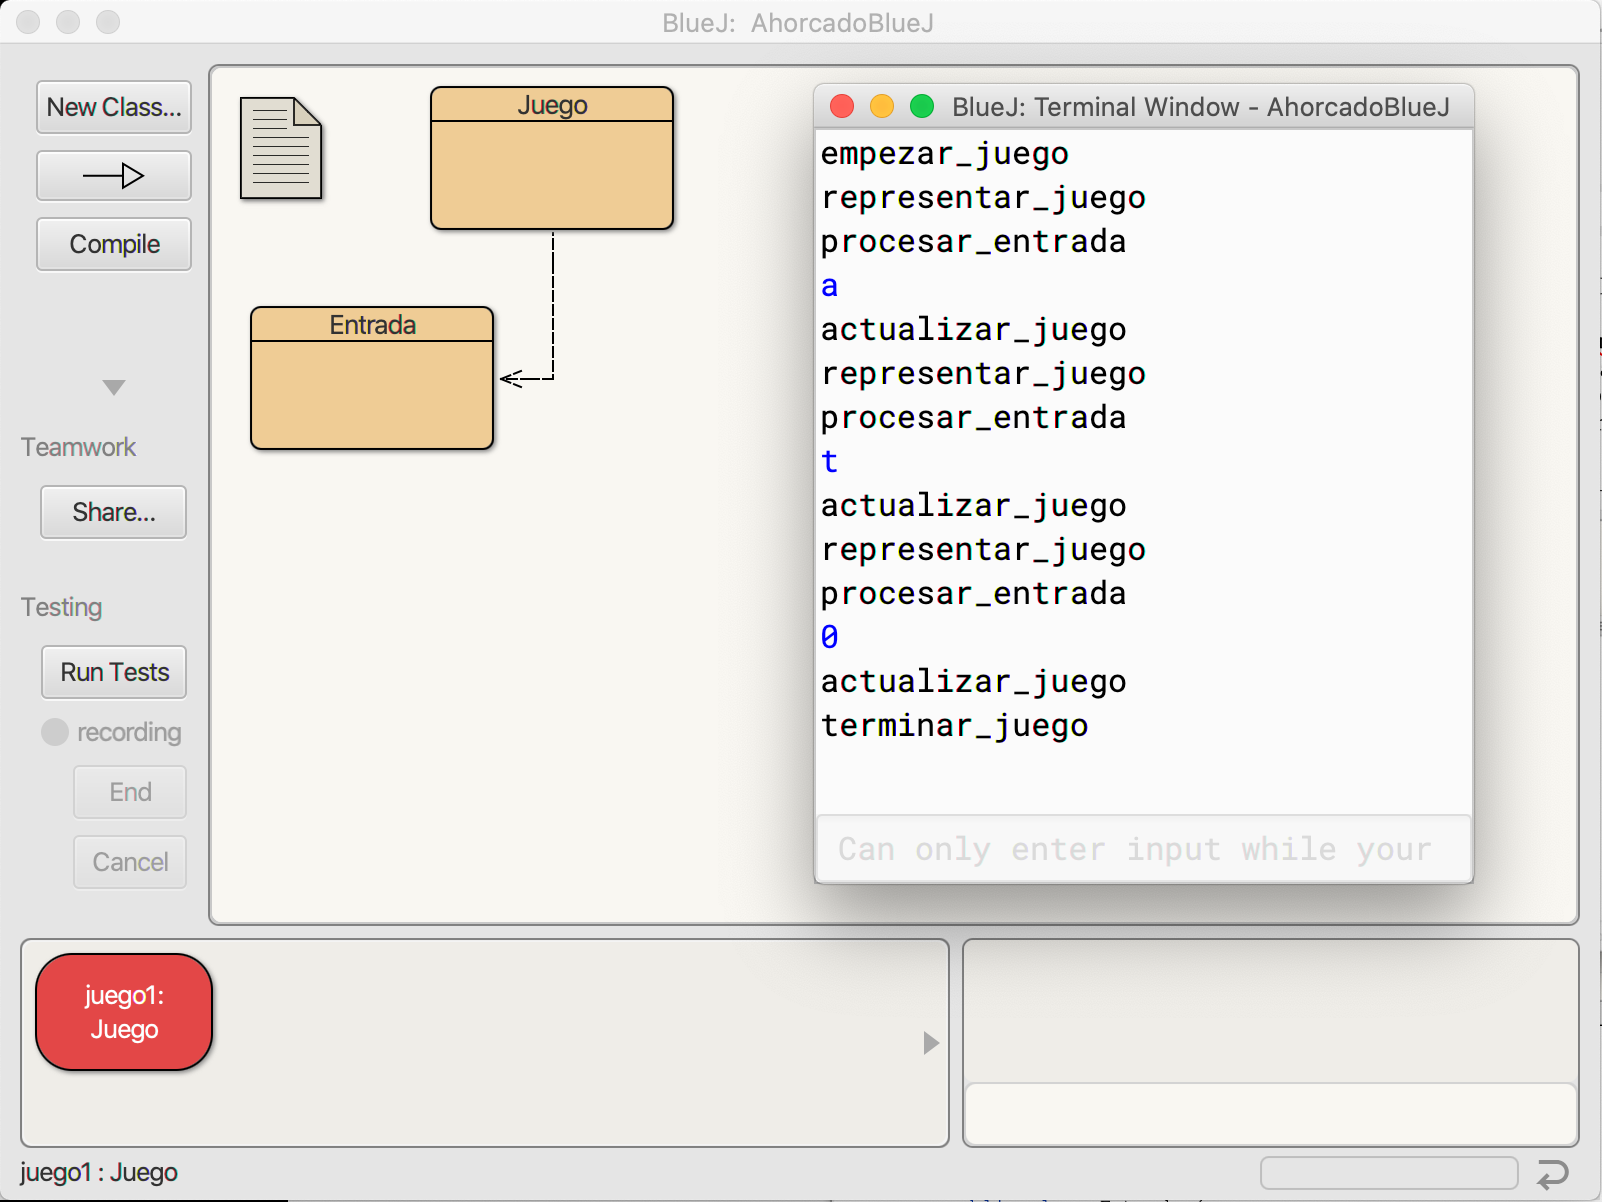 BlueJ: AhorcadoBlueJ
New Class...
Compile
Teamwork
Share...
Testing
Run Tests
recording
End
Cancel
Juego
Entrada
BlueJ: Terminal Window - AhorcadoBlueJ
empezar_juego
representar_juego
procesar_entrada
a
actualizar_juego
representar_juego
procesar_entrada
t
actualizar_juego
representar_juego
procesar_entrada
0
actualizar_juego
terminar_juego
Can only enter input while your
juego1:
Juego
juego1 : Juego